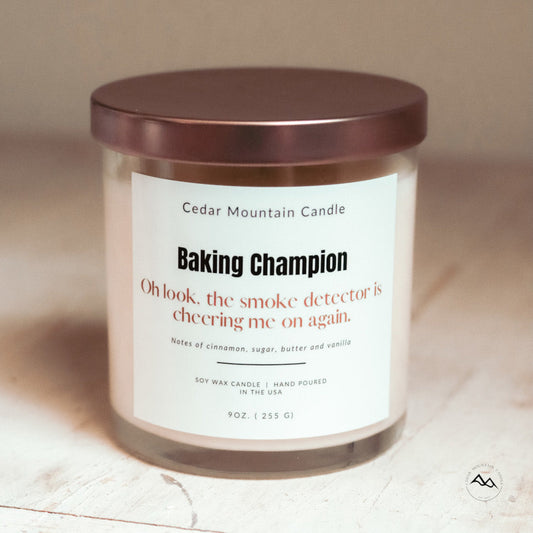 Cedar Mountain Candle
Baking Champion
Oh look, the smoke detector is
cheering me on again.
Notes of cinnamon, sugar, butter and vanilla
SOY WAX CANDLE | HAND POURED
IN THE USA
9OZ. ( 255 G)